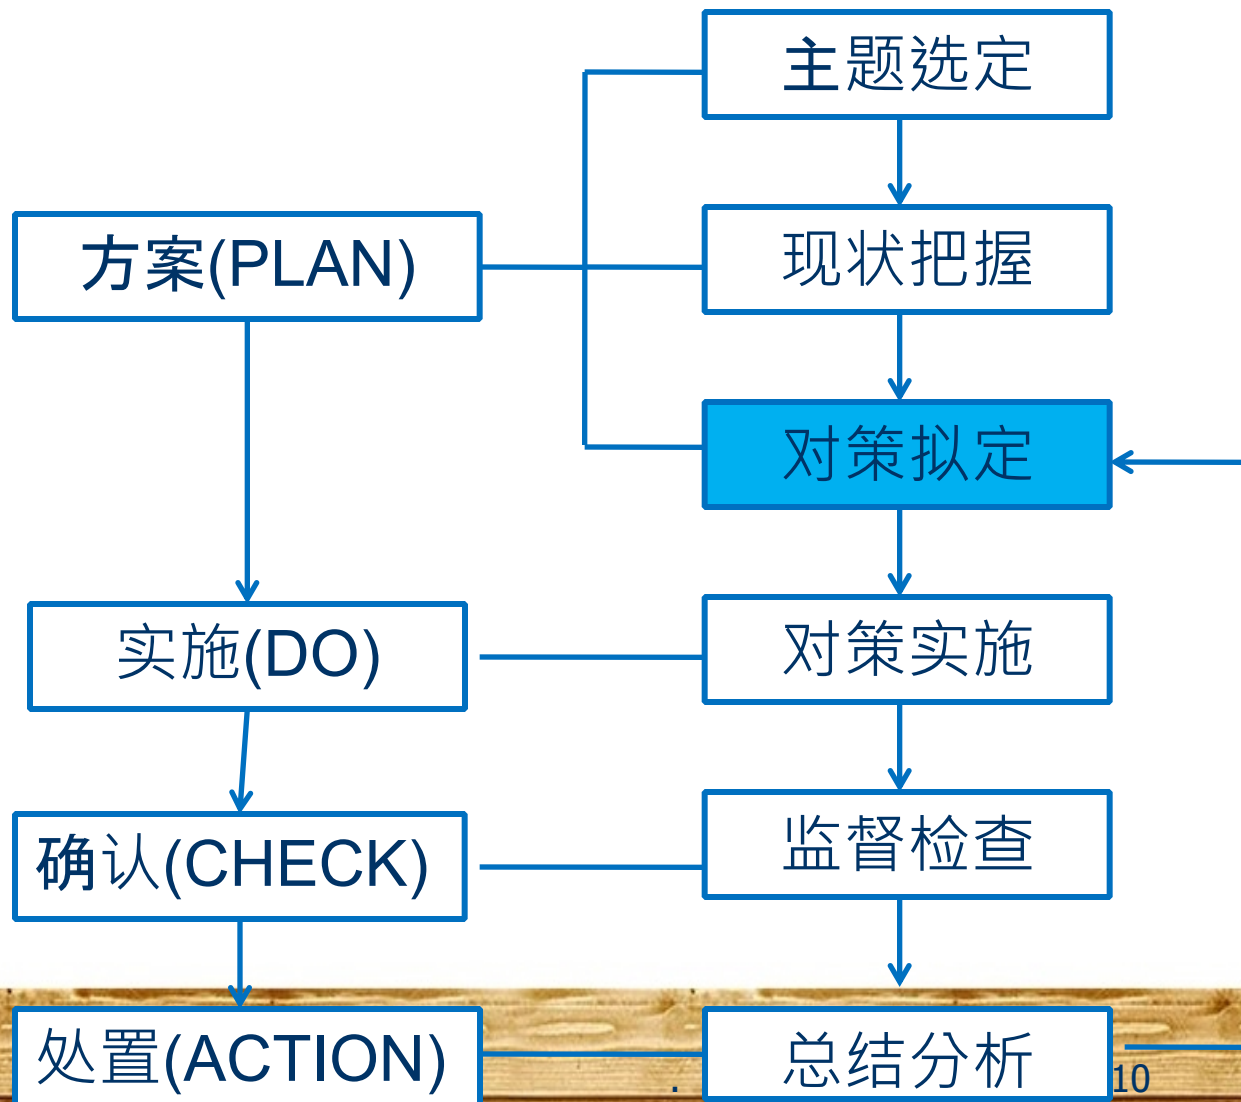 主题选定
方案(PLAN)
现状把握
对策拟定
实施(DO)
对策实施
确认(CHECK)
监督检查
处置(ACTION)
.
总结分析
10